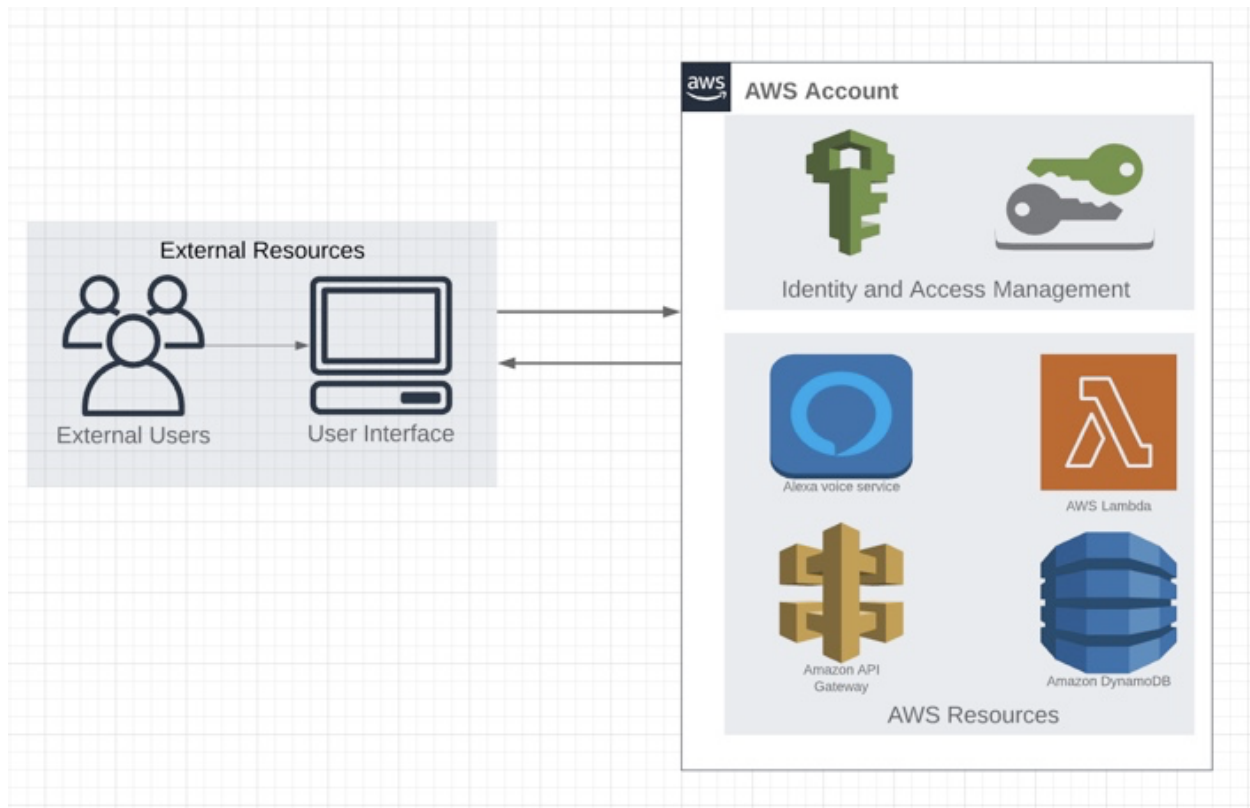 aws
AWS Account
Identity and Access Management
External Resources
External Users
User Interface
Alexa voice service
AWS Lambda
Amazon API
Gateway
Amazon DynamoDB
AWS Resources